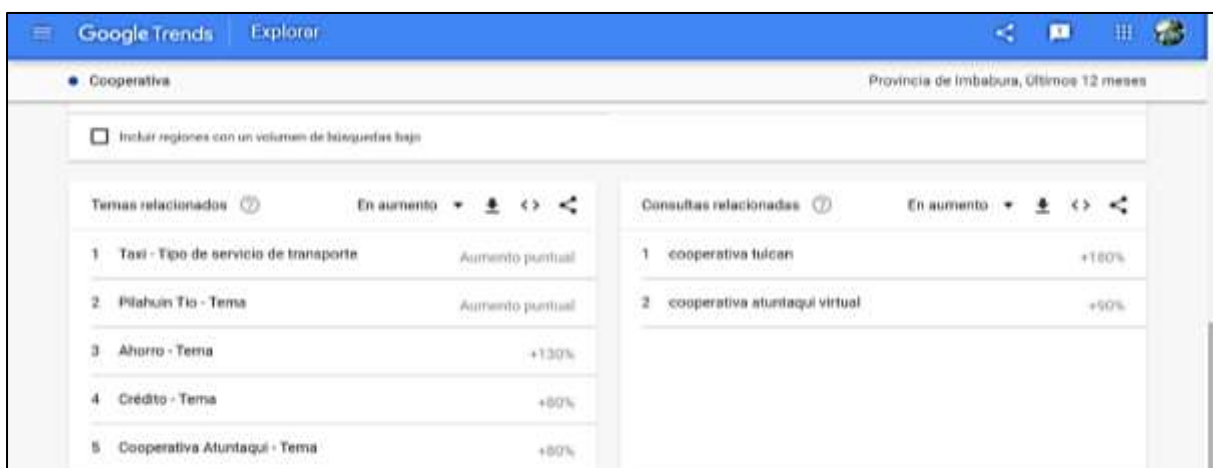 Google Trends Explorar
Cooperativa Provincia de Imbabura, Últimos 12 meses
Incluir regiones con un volumen de búsquedas bajo
Temas relacionados En aumento
1 Taxi - Tipo de servicio de transporte Aumento puntual
2 Pilahuin Tio - Tema Aumento puntual
3 Ahorro - Tema +130%
4 Crédito - Tema +80%
5 Cooperativa Atuntaqui - Tema +80%
Consultas relacionadas En aumento
1 cooperativa tulcan +180%
2 cooperativa atuntaqui virtual +90%